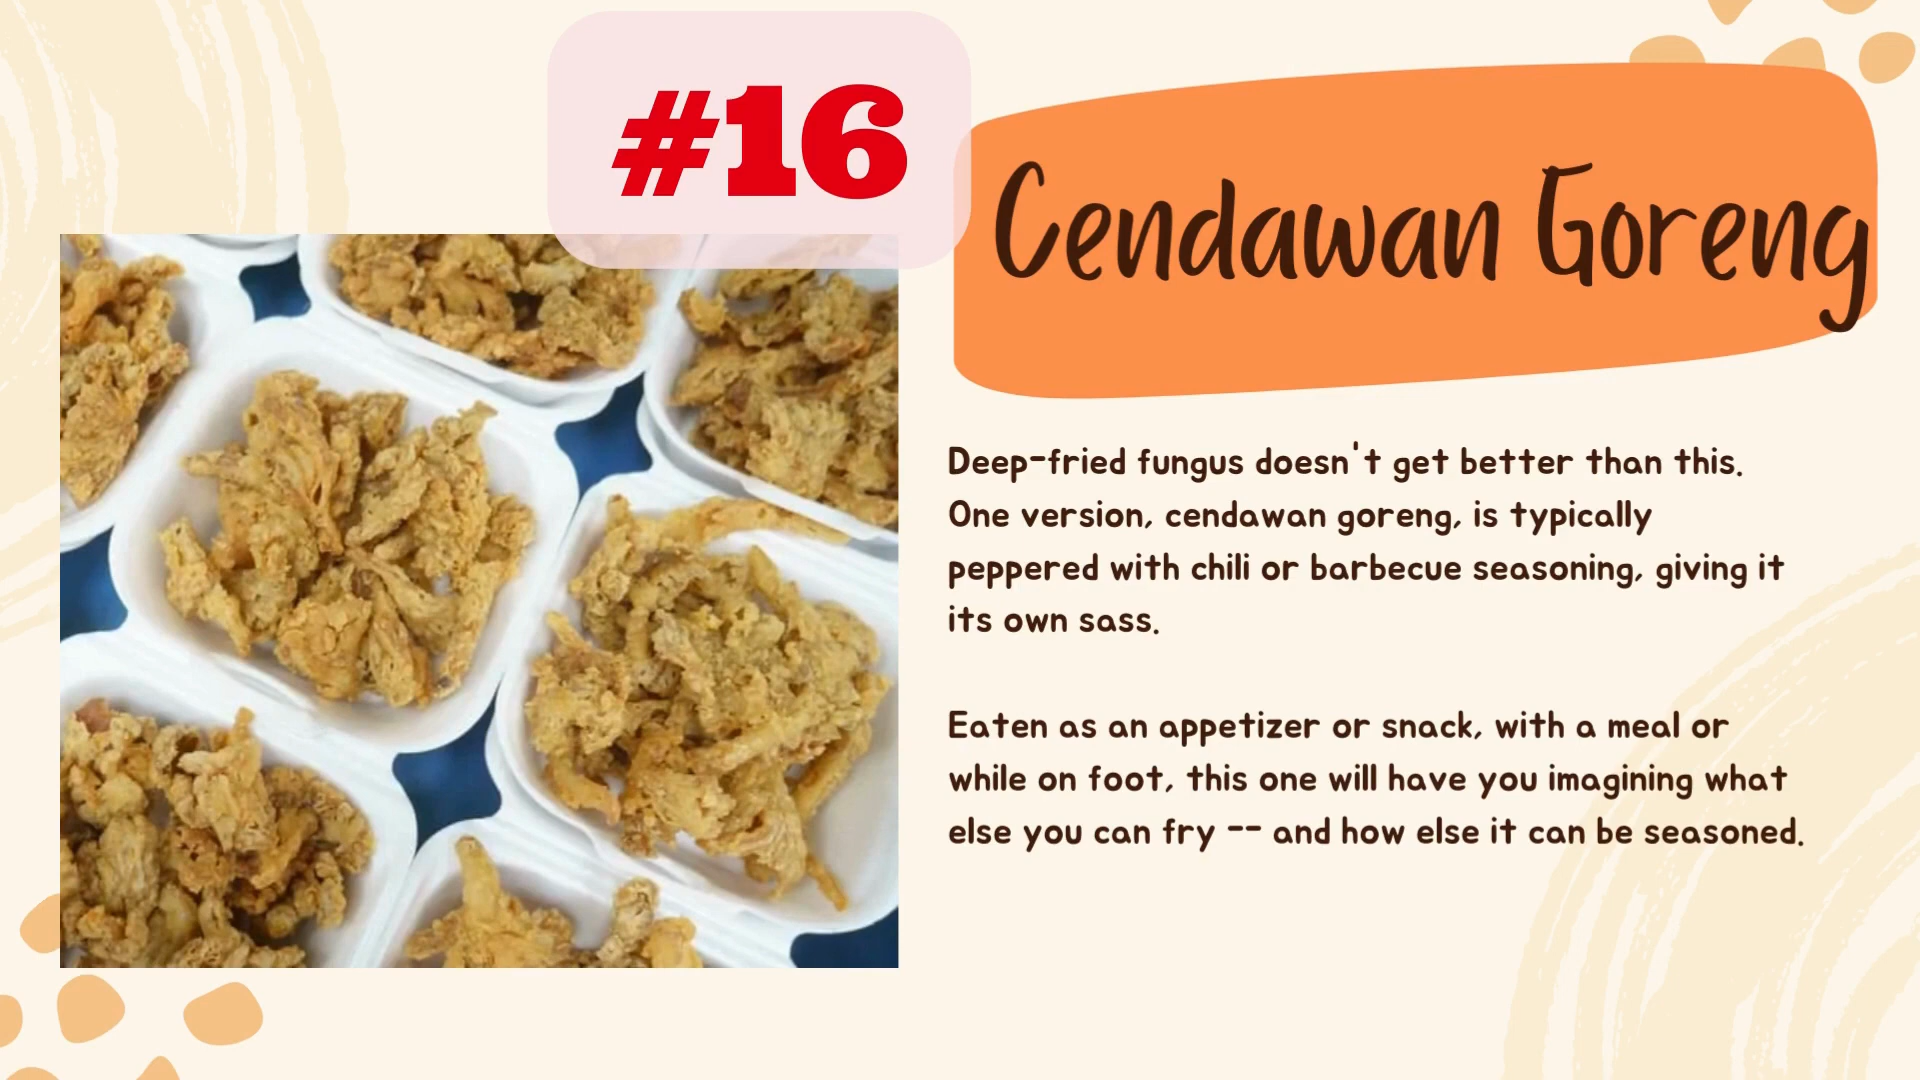 #16
Cendawan Goreng
Deep-fried fungus doesn't get better than this.
One version, cendawan goreng, is typically
peppered with chili or barbecue seasoning, giving it
its own sass.
Eaten as an appetizer or snack, with a meal or
while on foot, this one will have you imagining what
else you can fry -- and how else it can be seasoned.